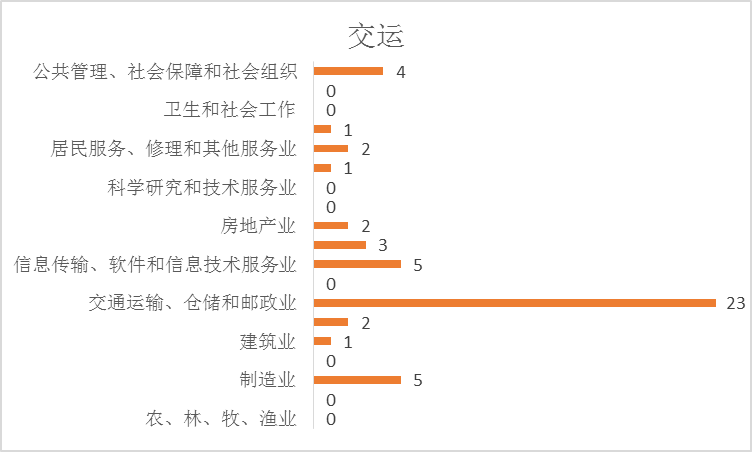 交运
公共管理、社会保障和社会组织 4
0
卫生和社会工作 0
1
居民服务、修理和其他服务业 2
1
科学研究和技术服务业 0
0
房地产业 2
3
信息传输、软件和信息技术服务业 5
0
交通运输、仓储和邮政业 23
2
建筑业 1
0
制造业 5
0
农、林、牧、渔业 0